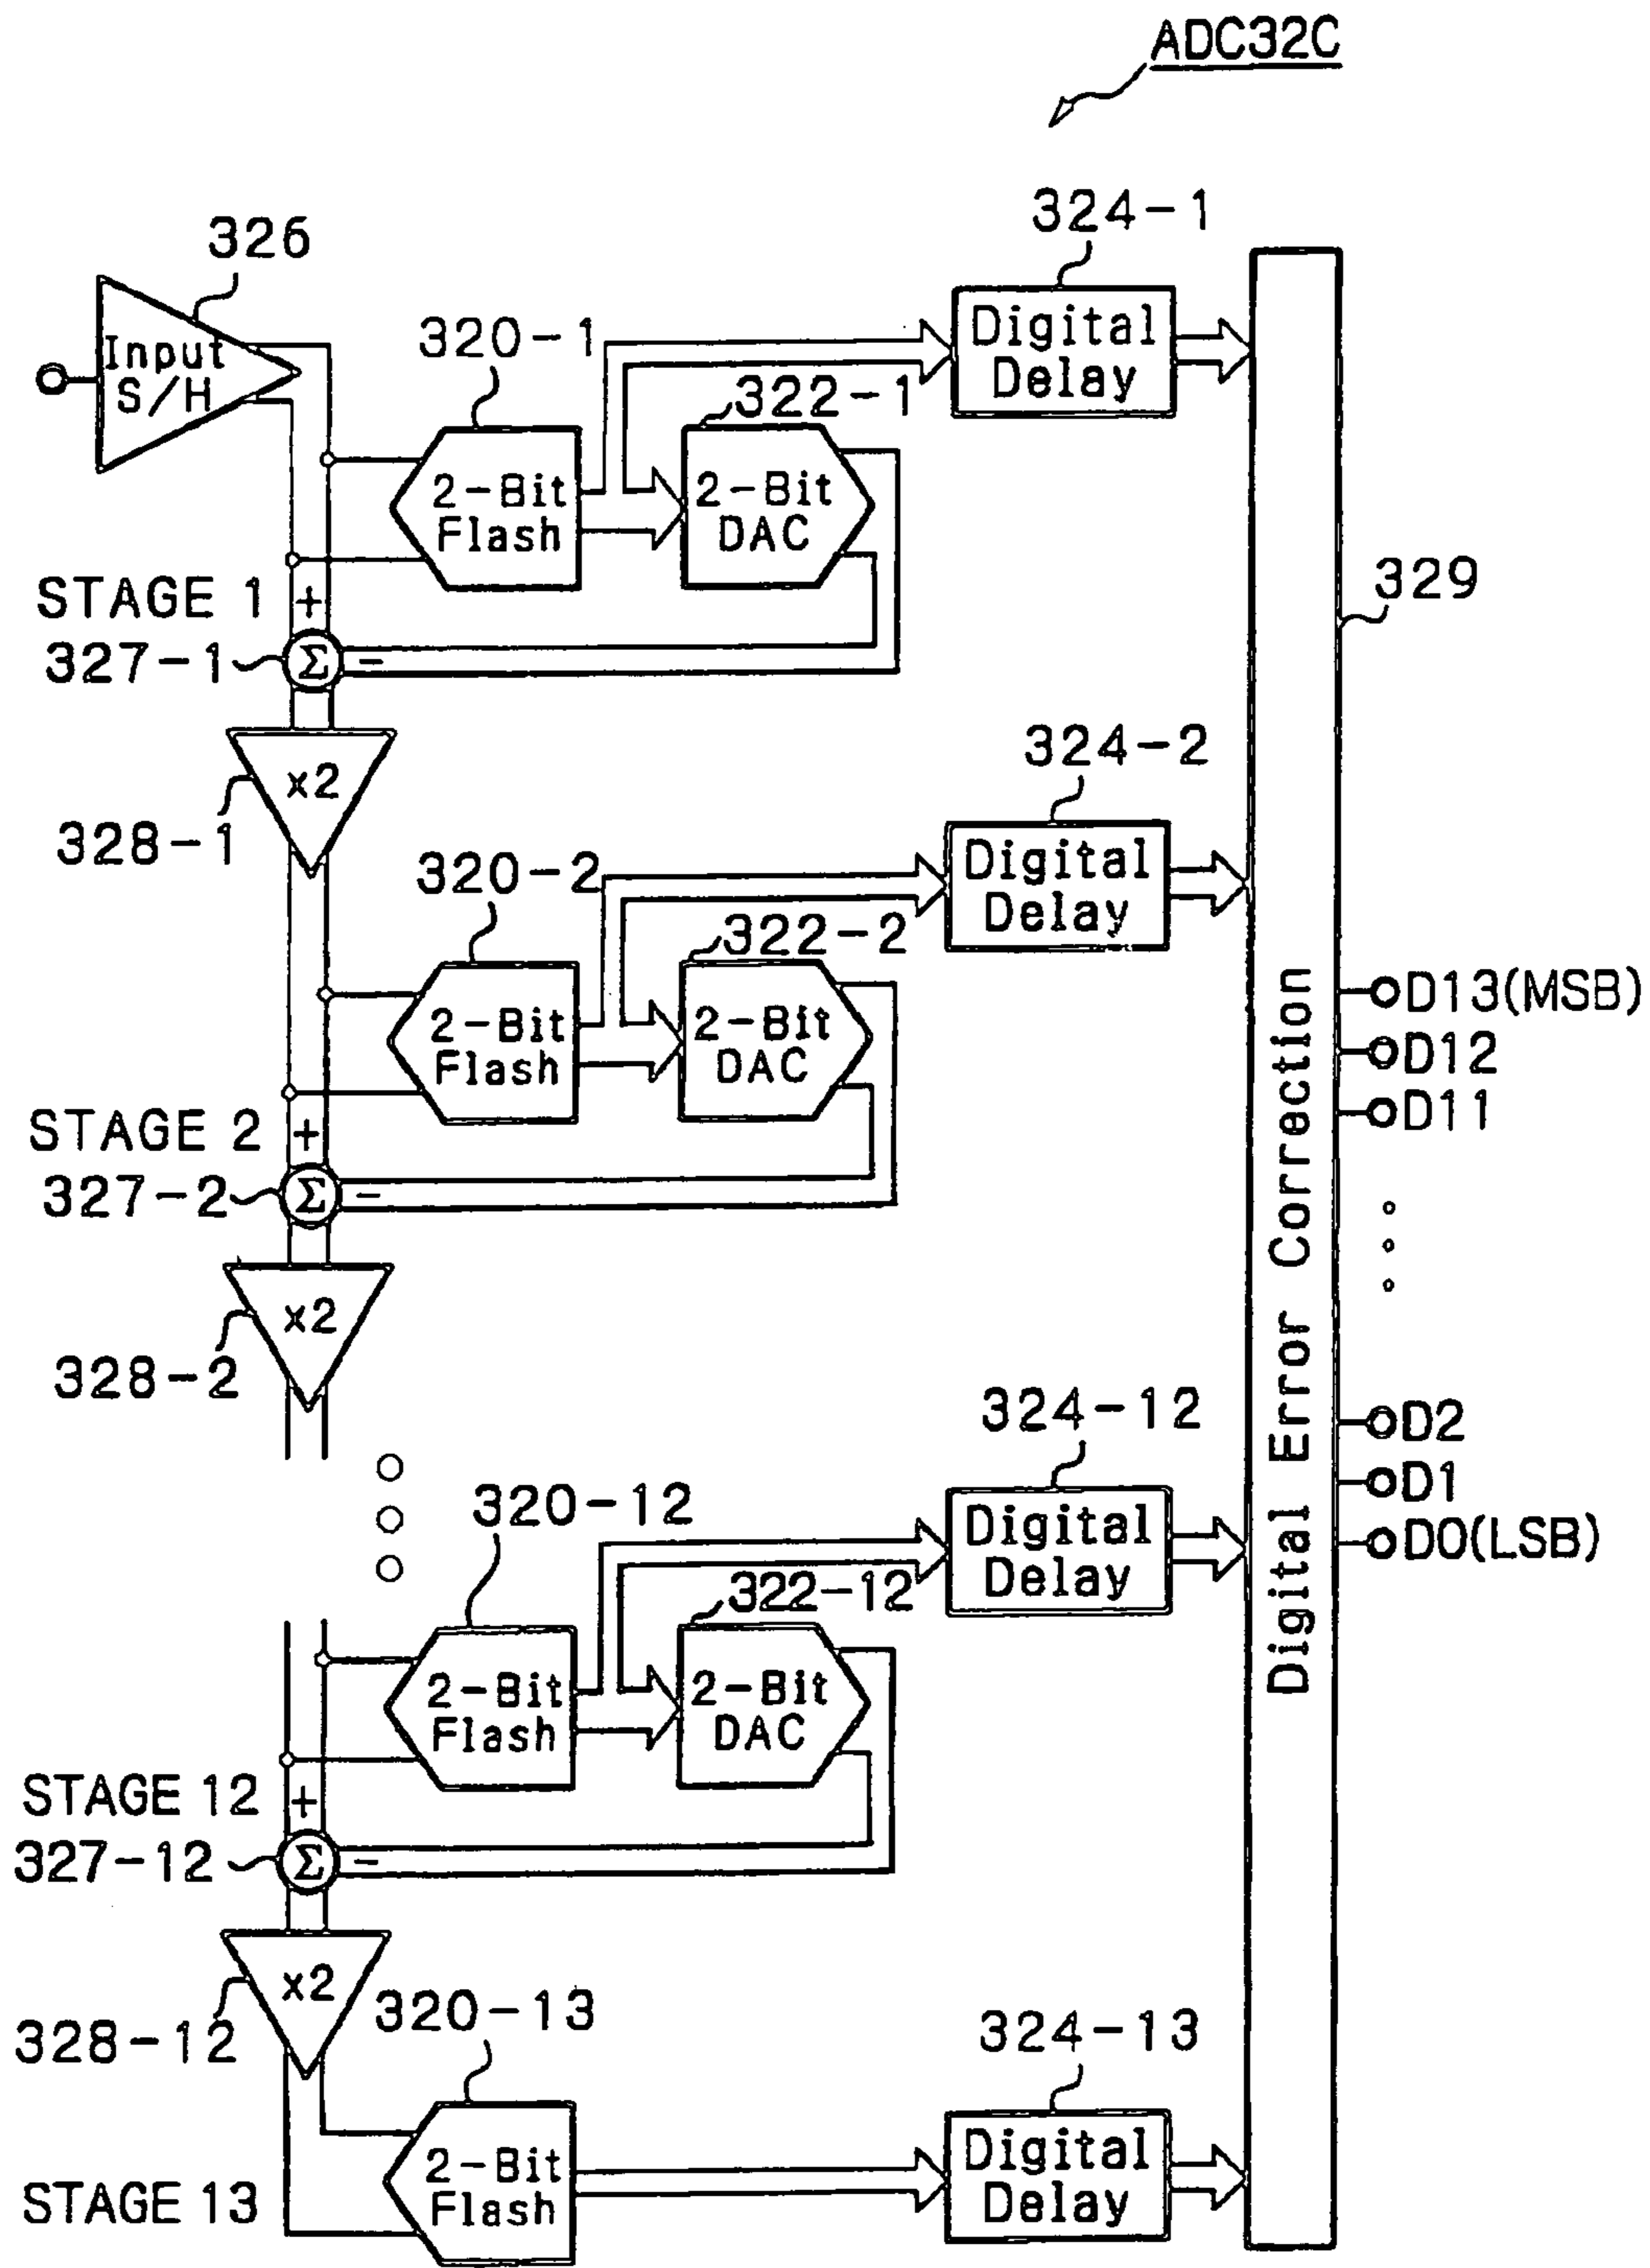 ADC32C
324-1
326
320-1
Digital
Delay
Input
S/H
322-1
2-Bit
Flash
2-Bit
DAC
329
STAGE 1
+
327-1
Σ
-
324-2
x2
328-1
320-2
Digital
Delay
322-2
2-Bit
Flash
2-Bit
DAC
D13(MSB)
D12
D11
STAGE 2
+
327-2
Σ
-
Digital Error Correction
x2
328-2
324-12
D2
D1
D0(LSB)
320-12
Digital
Delay
322-12
2-Bit
Flash
2-Bit
DAC
STAGE 12
+
327-12
Σ
-
x2
328-12
320-13
324-13
2-Bit
Flash
Digital
Delay
STAGE 13